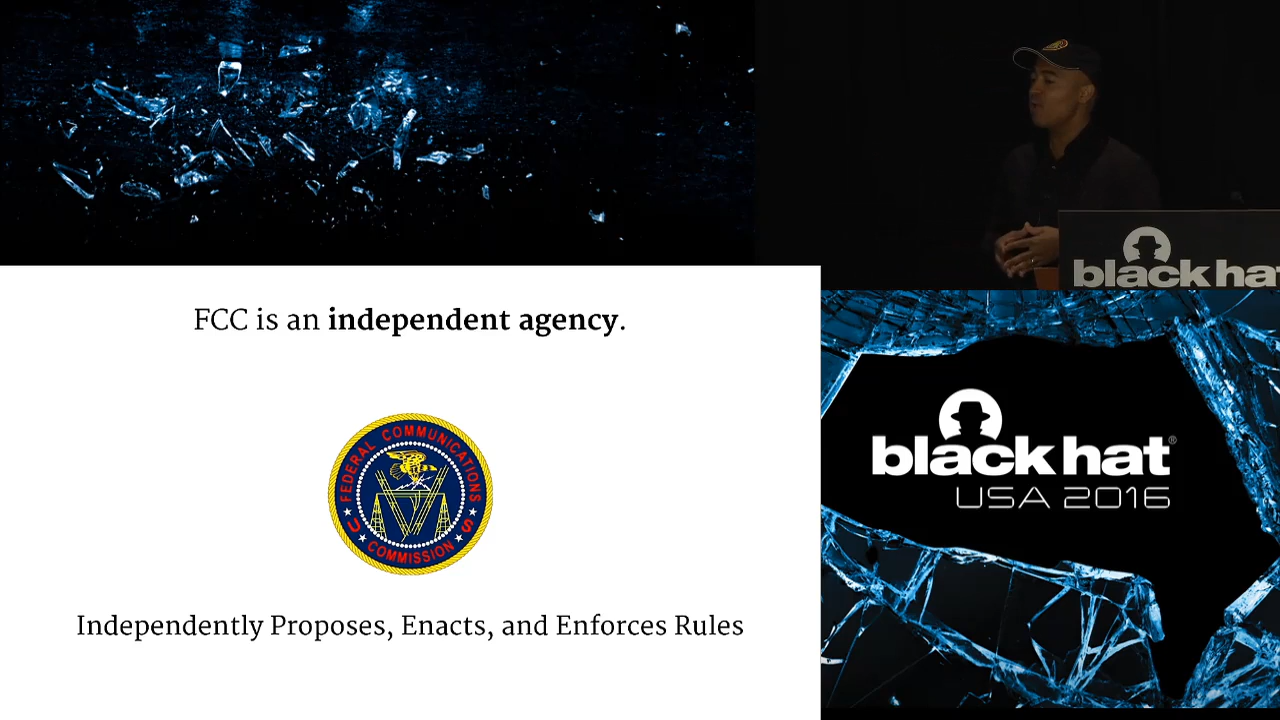 black hat
FCC is an independent agency.
FEDERAL COMMUNICATIONS
U S
COMMISSION
Independently Proposes, Enacts, and Enforces Rules
black hat®
USA 2016